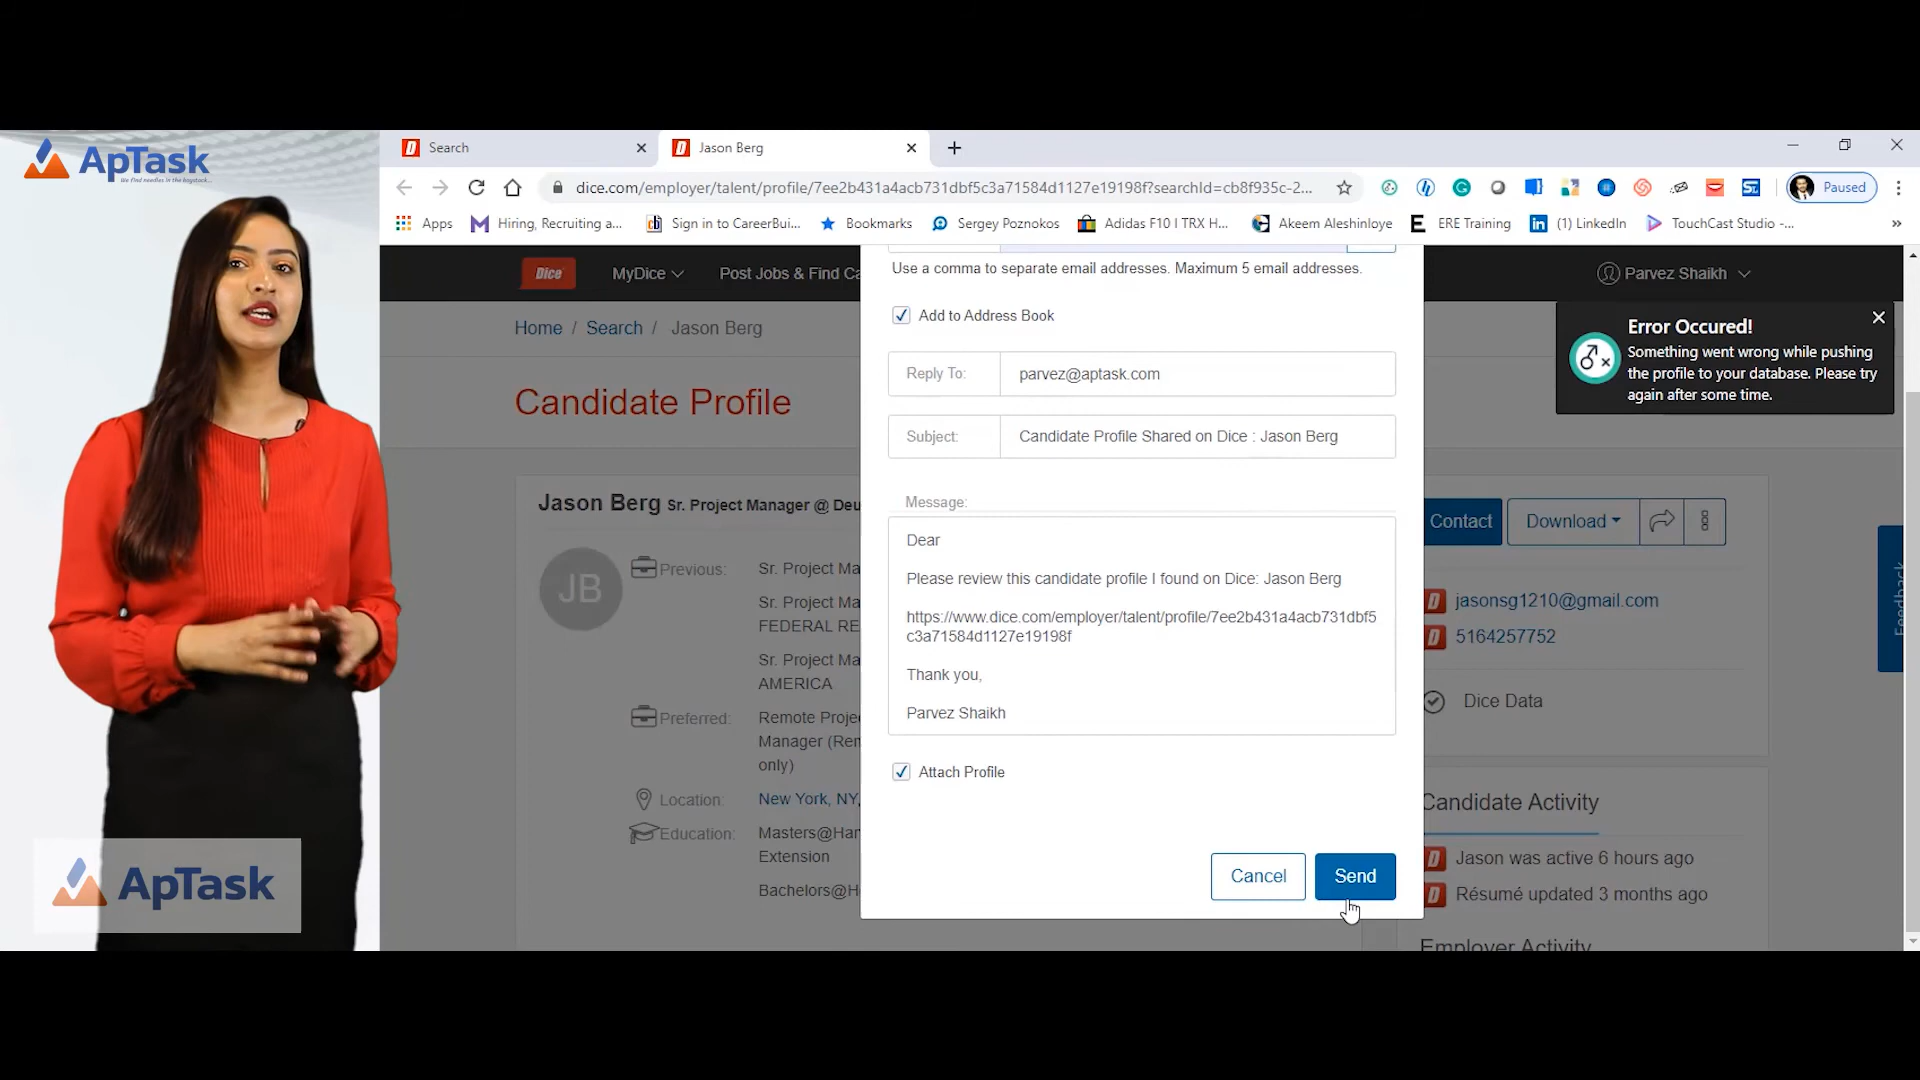 ApTask
We find needles in the haystack...
Search
Jason Berg
dice.com/employer/talent/profile/7ee2b431a4acb731dbf5c3a71584d1127e19198f?searchId=cb8f935c-2...
Paused
Apps
Hiring, Recruiting a...
Sign in to CareerBui...
Bookmarks
Sergey Poznokos
Adidas F10 I TRX H...
Akeem Aleshinloye
ERE Training
(1) LinkedIn
TouchCast Studio -...
»
Dice
MyDice
Post Jobs & Find Ca
Parvez Shaikh
Use a comma to separate email addresses. Maximum 5 email addresses.
Home / Search / Jason Berg
Add to Address Book
Error Occured!
Something went wrong while pushing
the profile to your database. Please try
again after some time.
Reply To: parvez@aptask.com
Candidate Profile
Subject: Candidate Profile Shared on Dice : Jason Berg
Jason Berg Sr. Project Manager @ Deu
Message:
Dear
Please review this candidate profile I found on Dice: Jason Berg
https://www.dice.com/employer/talent/profile/7ee2b431a4acb731dbf5
c3a71584d1127e19198f
Thank you,
Parvez Shaikh
Attach Profile
Cancel
Send
JB
Previous: Sr. Project Ma
Sr. Project Ma
FEDERAL RE
Sr. Project Ma
AMERICA
Preferred: Remote Proje
Manager (Rem
only)
Location: New York, NY,
Education: Masters@Har
Extension
Bachelors@H
Contact
Download
jasonsg1210@gmail.com
5164257752
Dice Data
Feedback
Candidate Activity
Jason was active 6 hours ago
Résumé updated 3 months ago
Employer Activity
ApTask